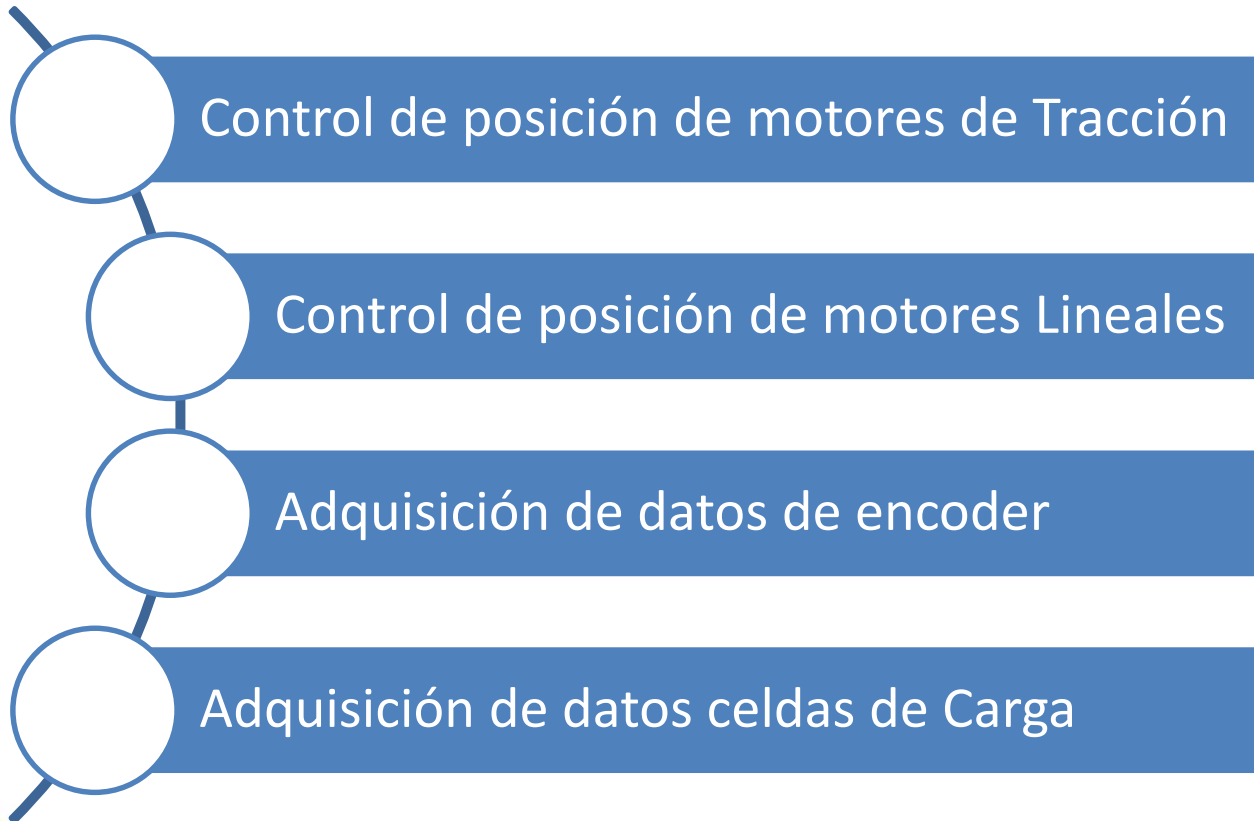 Control de posición de motores de Tracción
Control de posición de motores Lineales
Adquisición de datos de encoder
Adquisición de datos celdas de Carga